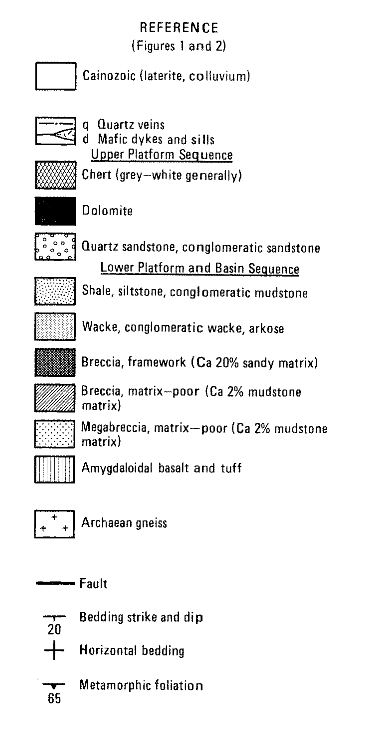 REFERENCE
(Figures 1 and 2)
Cainozoic (laterite, colluvium)
q Quartz veins
d Mafic dykes and sills
Upper Platform Sequence
Chert (grey—white generally)
Dolomite
Quartz sandstone, conglomeratic sandstone
Lower Platform and Basin Sequence
Shale, siltstone, conglomeratic mudstone
Wacke, conglomeratic wacke, arkose
Breccia, framework (Ca 20% sandy matrix)
Breccia, matrix—poor (Ca 2% mudstone
matrix)
Megabreccia, matrix—poor (Ca 2% mudstone
matrix)
Amygdaloidal basalt and tuff
Archaean gneiss
Fault
Bedding strike and dip
20
Horizontal bedding
Metamorphic foliation
65